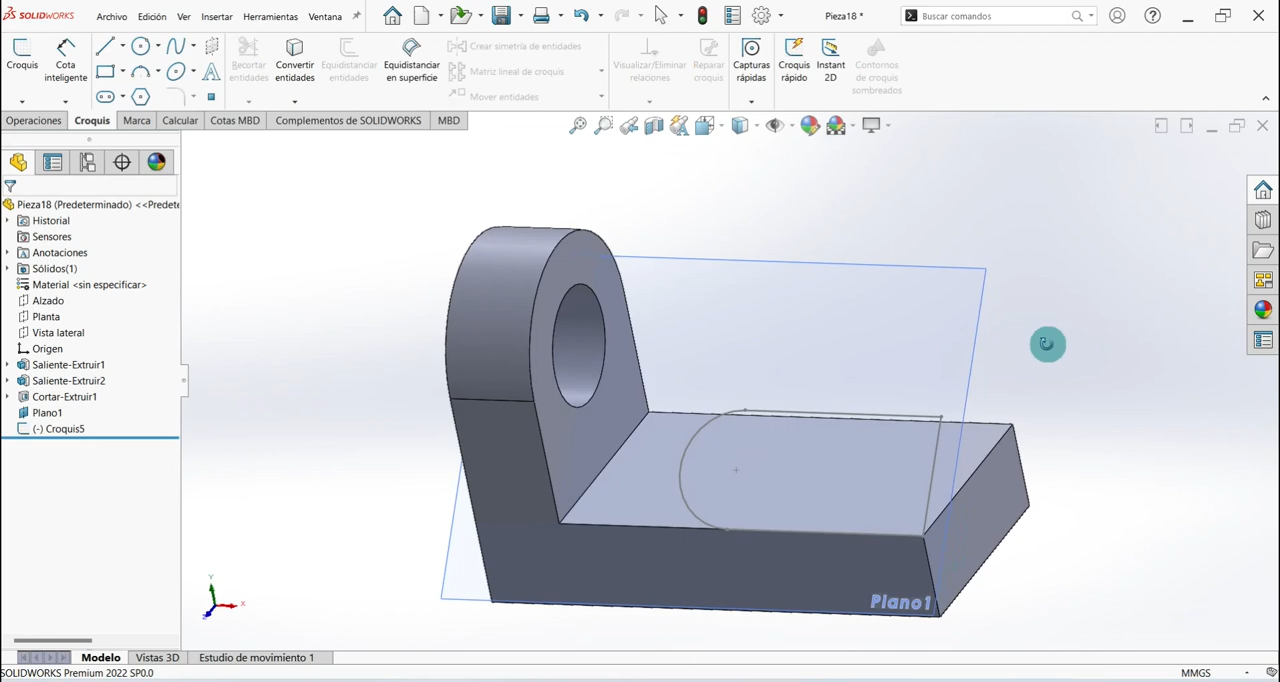 SOLIDWORKS
Archivo Edición Ver Insertar Herramientas Ventana
Pieza18 *
Buscar comandos
Croquis
Cota inteligente
Recortar entidades
Convertir entidades
Equidistanciar entidades
Equidistanciar en superficie
Crear simetría de entidades
Matriz lineal de croquis
Mover entidades
Visualizar/Eliminar relaciones
Reparar croquis
Capturas rápidas
Croquis rápido
Instant 2D
Contornos de croquis sombreados
Operaciones Croquis Marca Calcular Cotas MBD Complementos de SOLIDWORKS MBD
Pieza18 (Predeterminado) <<Predete
Historial
Sensores
Anotaciones
Sólidos(1)
Material <sin especificar>
Alzado
Planta
Vista lateral
Origen
Saliente-Extruir1
Saliente-Extruir2
Cortar-Extruir1
Plano1
(-) Croquis5
Plano1
Y
X
Z
Modelo Vistas 3D Estudio de movimiento 1
SOLIDWORKS Premium 2022 SP0.0
MMGS